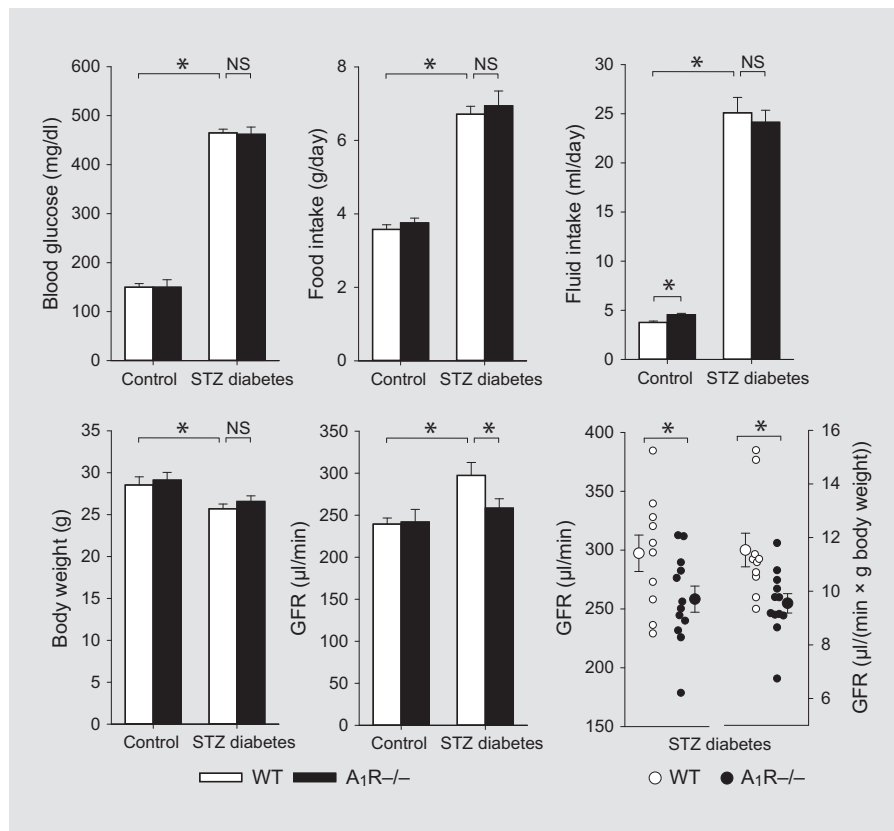 * NS
600
500
400
300
200
100
0
Blood glucose (mg/dl)
Control STZ diabetes
* NS
8
6
4
2
0
Food intake (g/day)
Control STZ diabetes
* NS
30
25
20
15
10
5
0
*
Fluid intake (ml/day)
Control STZ diabetes
* NS
35
30
25
20
15
10
5
0
Body weight (g)
Control STZ diabetes
* *
350
300
250
200
150
100
50
0
GFR (µl/min)
Control STZ diabetes
* *
400
350
300
250
200
150
GFR (µl/min)
16
14
12
10
8
6
GFR (µl/(min × g body weight))
STZ diabetes
WT A₁R–/–
WT A₁R–/–